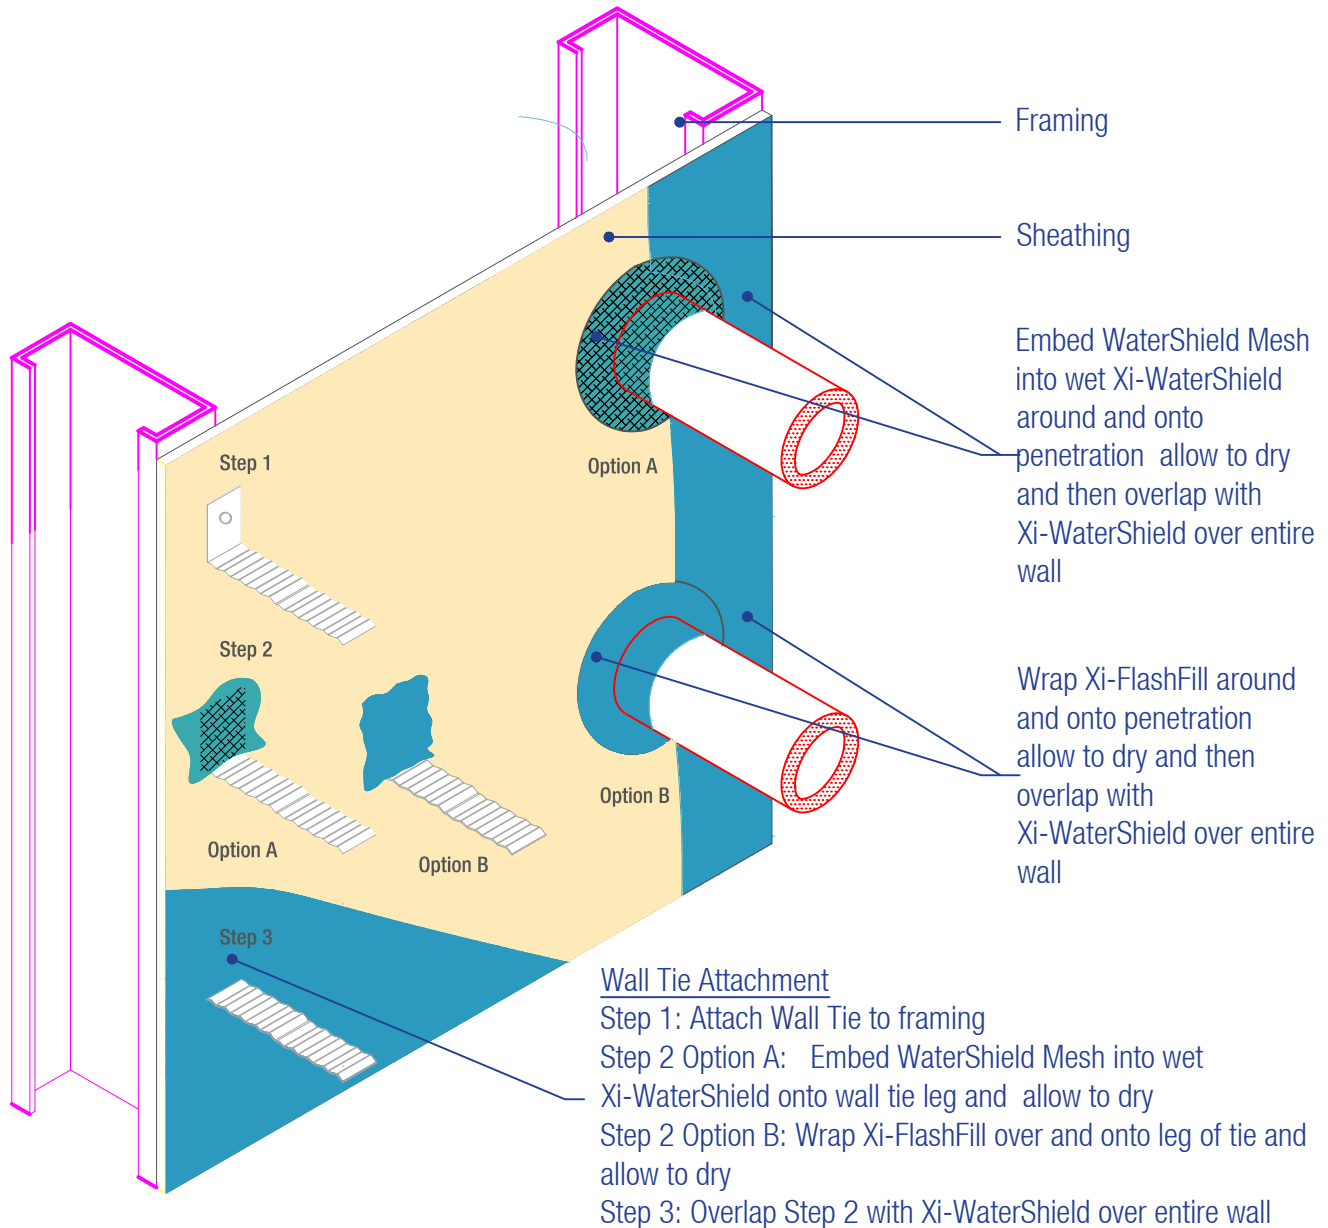 Framing
Sheathing
Embed WaterShield Mesh
into wet Xi-WaterShield
around and onto
penetration allow to dry
and then overlap with
Xi-WaterShield over entire
wall
Option A
Step 1
Step 2
Option A
Option B
Option B
Wrap Xi-FlashFill around
and onto penetration
allow to dry and then
overlap with
Xi-WaterShield over entire
wall
Step 3
Wall Tie Attachment
Step 1: Attach Wall Tie to framing
Step 2 Option A: Embed WaterShield Mesh into wet
Xi-WaterShield onto wall tie leg and allow to dry
Step 2 Option B: Wrap Xi-FlashFill over and onto leg of tie and
allow to dry
Step 3: Overlap Step 2 with Xi-WaterShield over entire wall